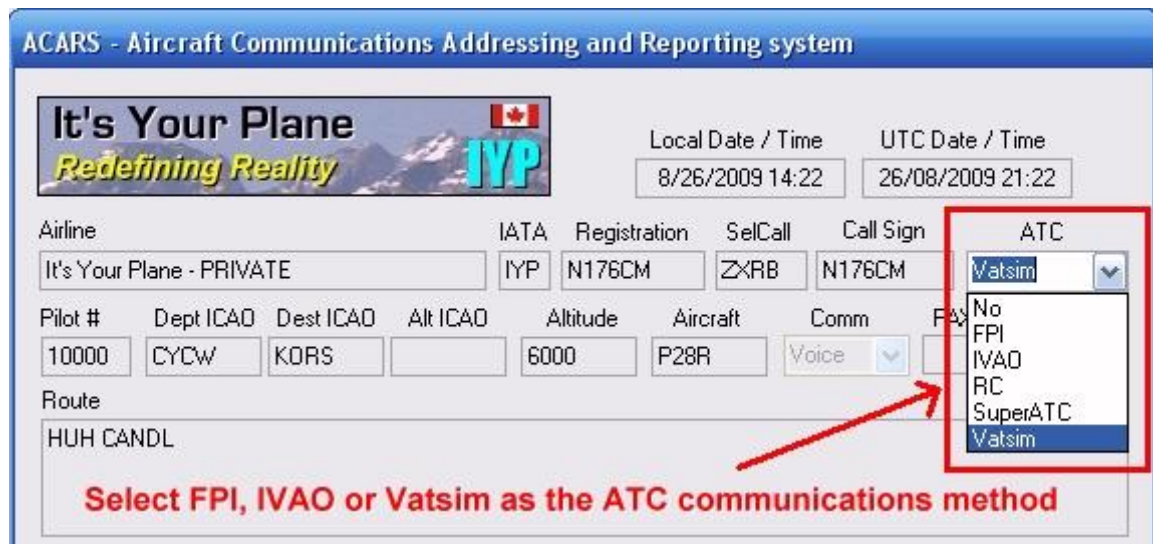 ACARS - Aircraft Communications Addressing and Reporting system
It's Your Plane
Redefining Reality
IYP
Local Date / Time UTC Date / Time
8/26/2009 14:22 26/08/2009 21:22
Airline IATA Registration SelCall Call Sign ATC
It's Your Plane - PRIVATE IYP N176CM ZXRB N176CM Vatsim
Pilot # Dept ICAO Dest ICAO Alt ICAO Altitude Aircraft Comm
10000 CYCW KORS 6000 P28R Voice
No
FPI
IVAO
RC
SuperATC
Vatsim
Route
HUH CANDL
Select FPI, IVAO or Vatsim as the ATC communications method